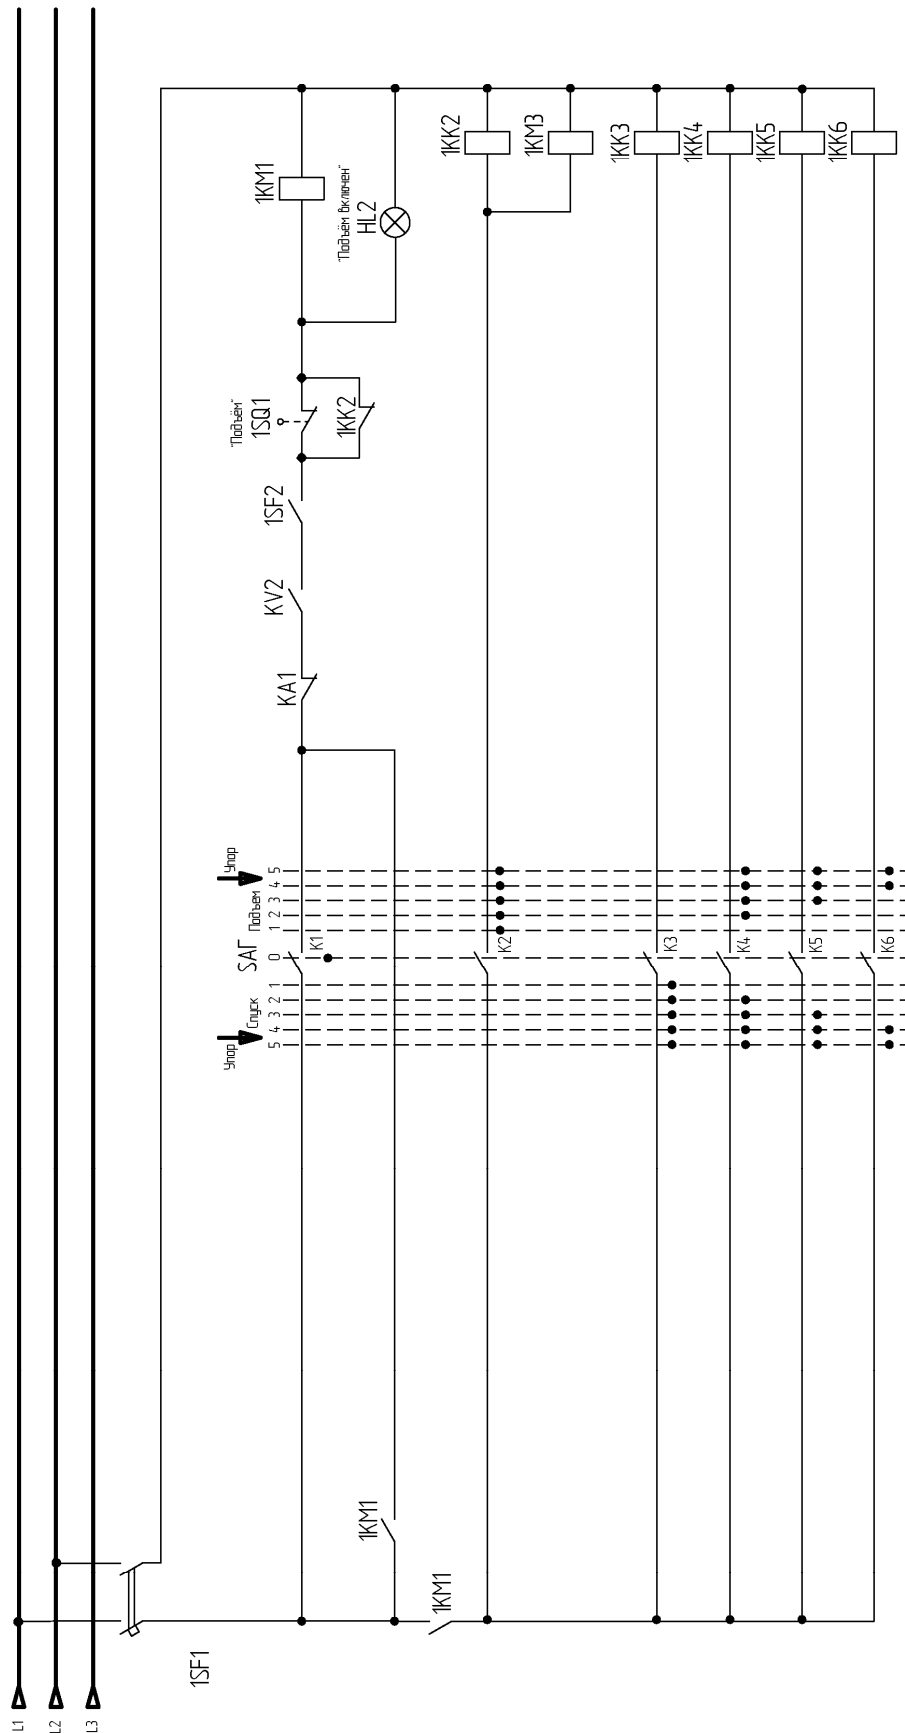 L1
L2
L3
1SF1
1KM1
"Подъём включен"
HL2
"Подъём"
1SQ1
1KK2
1SF2
KV2
KA1
1KK2
1KM3
1KK3
1KK4
1KK5
1KK6
SAГ
Упор Спуск Подъем Упор
5 4 3 2 1 0 1 2 3 4 5
K1
K2
K3
K4
K5
K6
1KM1
1KM1